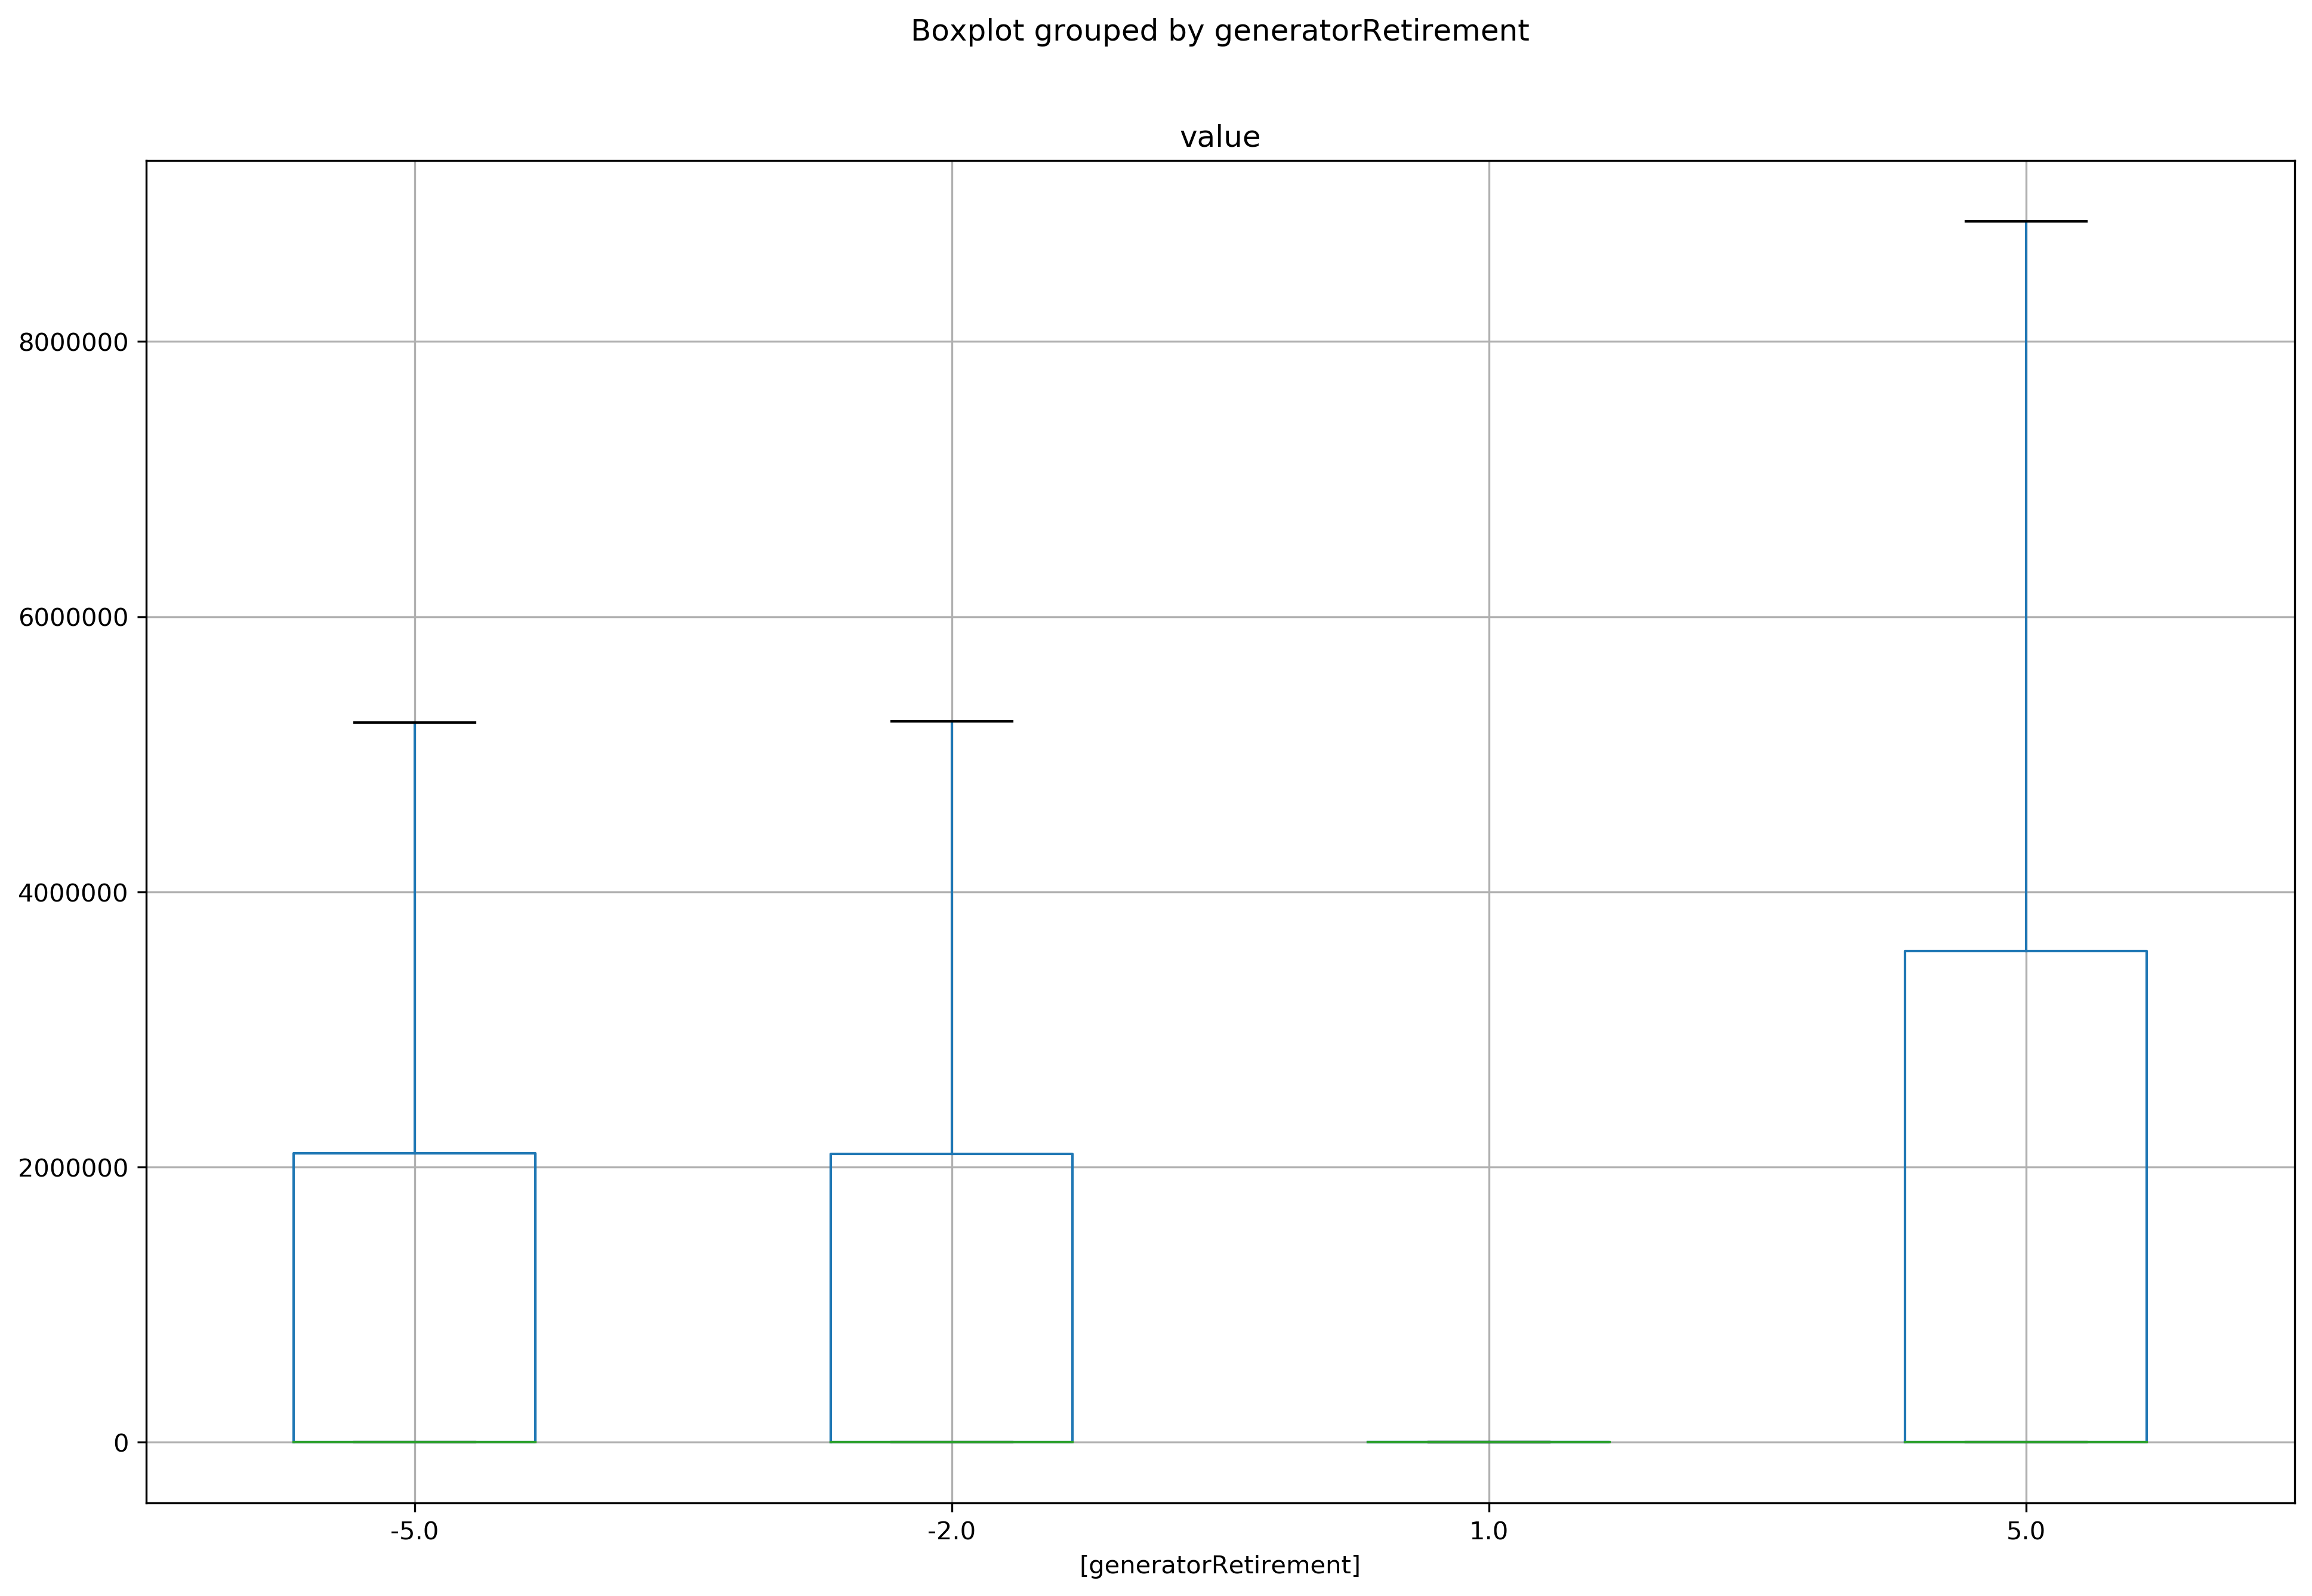 Boxplot grouped by generatorRetirement
value
8000000
6000000
4000000
2000000
0
-5.0 -2.0 1.0 5.0
[generatorRetirement]